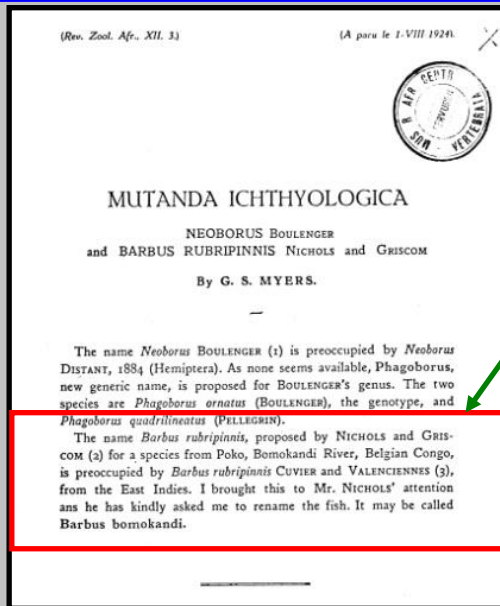 (Rev. Zool. Afr., XII. 3.) (A paru le 1-VIII 1924).
MUS R AFR CENTR
TERVUREN
VERTEBRATA
MUTANDA ICHTHYOLOGICA
NEOBORUS BOULENGER
and BARBUS RUBRIPINNIS NICHOLS and GRISCOM
By G. S. MYERS.
The name Neoborus BOULENGER (1) is preoccupied by Neoborus
DISTANT, 1884 (Hemiptera). As none seems available, Phagoborus,
new generic name, is proposed for BOULENGER's genus. The two
species are Phagoborus ornatus (BOULENGER), the genotype, and
Phagoborus quadrilineatus (PELLEGRIN).
The name Barbus rubripinnis, proposed by NICHOLS and GRIS-
COM (2) for a species from Poko, Bomokandi River, Belgian Congo,
is preoccupied by Barbus rubripinnis CUVIER and VALENCIENNES (3),
from the East Indies. I brought this to Mr. NICHOLS' attention
ans he has kindly asked me to rename the fish. It may be called
Barbus bomokandi.